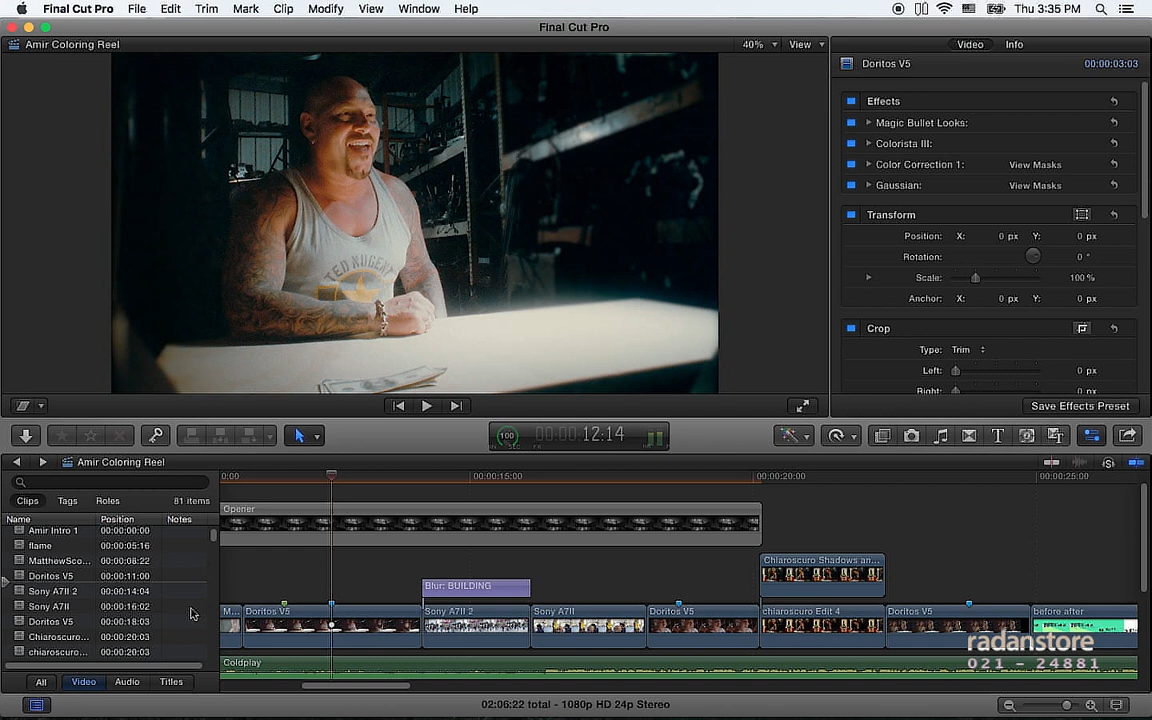 Final Cut Pro File Edit Trim Mark Clip Modify View Window Help Thu 3:35 PM
Final Cut Pro
Amir Coloring Reel 40% View Video Info
Doritos V5 00:00:03:03
Effects
Magic Bullet Looks:
Colorista III:
Color Correction 1: View Masks
Gaussian: View Masks
Transform
Position: X: 0 px Y: 0 px
Rotation: 0 °
Scale: 100 %
Anchor: X: 0 px Y: 0 px
Crop
Type: Trim
Left: 0 px
Right: 0 px
TED NUGENT
Save Effects Preset
100 00:00:00:12:14
Amir Coloring Reel
Clips Tags Roles 81 items
Name Position Notes
Amir Intro 1 00:00:00:00
flame 00:00:05:16
MatthewSco... 00:00:08:22
Doritos V5 00:00:11:00
Sony A7II 2 00:00:14:04
Sony A7II 00:00:16:02
Doritos V5 00:00:18:03
Chiaroscuro... 00:00:20:03
chiaroscuro... 00:00:20:03
All Video Audio Titles
0:00 00:00:15:00 00:00:20:00 00:00:25:00
Opener
Chiaroscuro Shadows an...
Blur: BUILDING
M... Doritos V5 Sony A7II 2 Sony A7II Doritos V5 chiaroscuro Edit 4 Doritos V5 before after
Coldplay
radanstore
021 - 24881
02:06:22 total - 1080p HD 24p Stereo